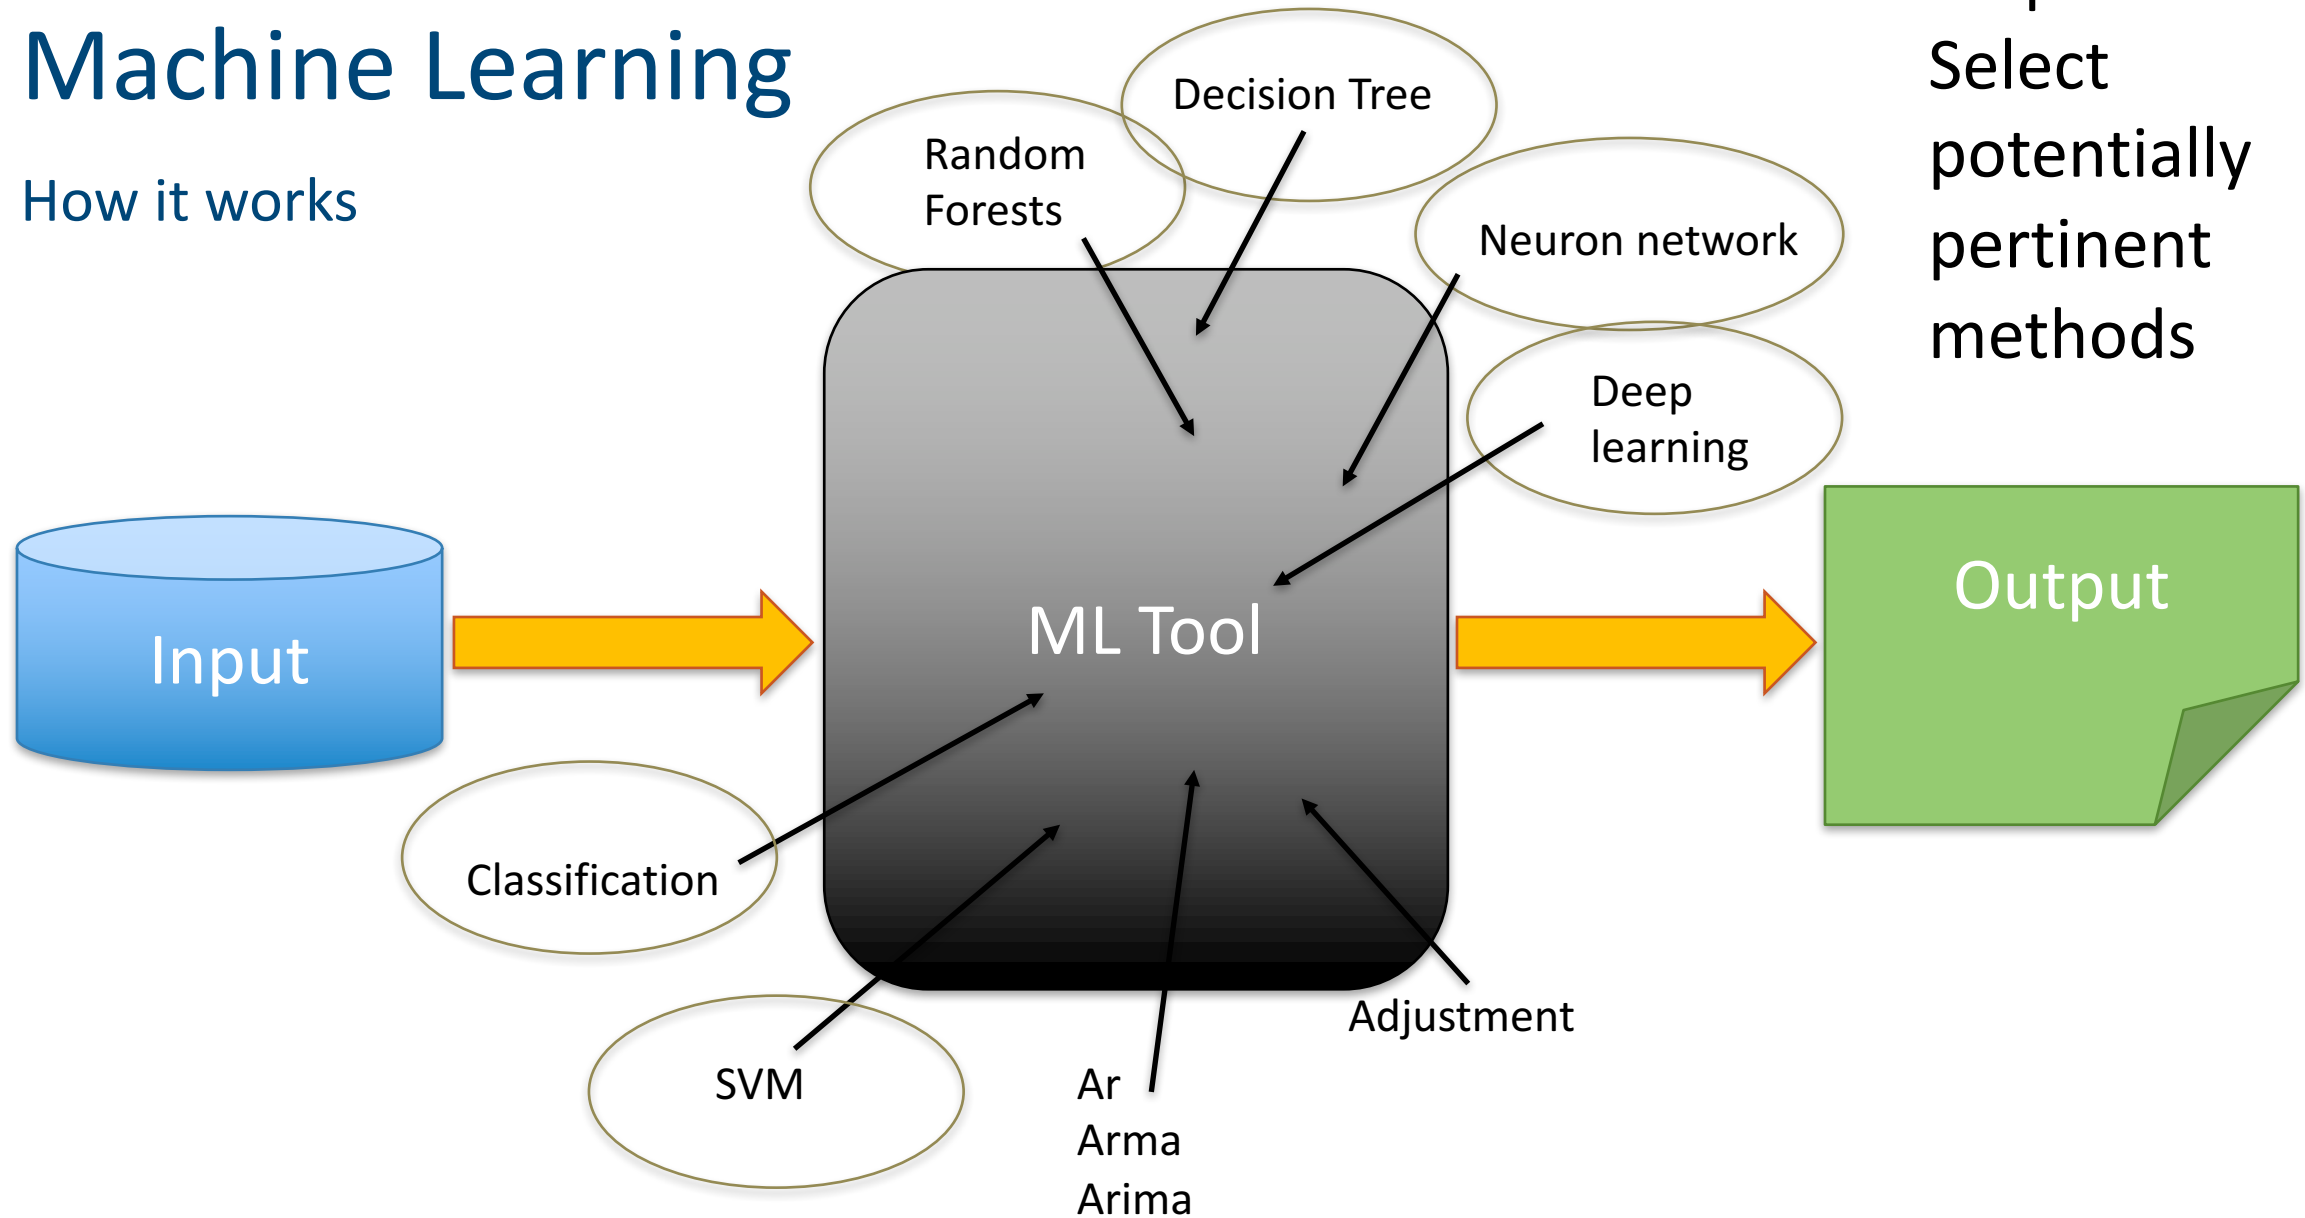 Machine Learning
How it works
Select
potentially
pertinent
methods
Decision Tree
Random
Forests
Neuron network
Deep
learning
Input
ML Tool
Output
Classification
SVM
Adjustment
Ar
Arma
Arima